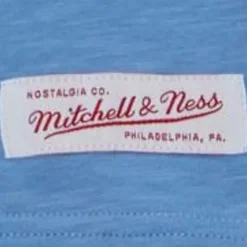 NOSTALGIA CO.
Mitchell & Ness
PHILADELPHIA, PA.